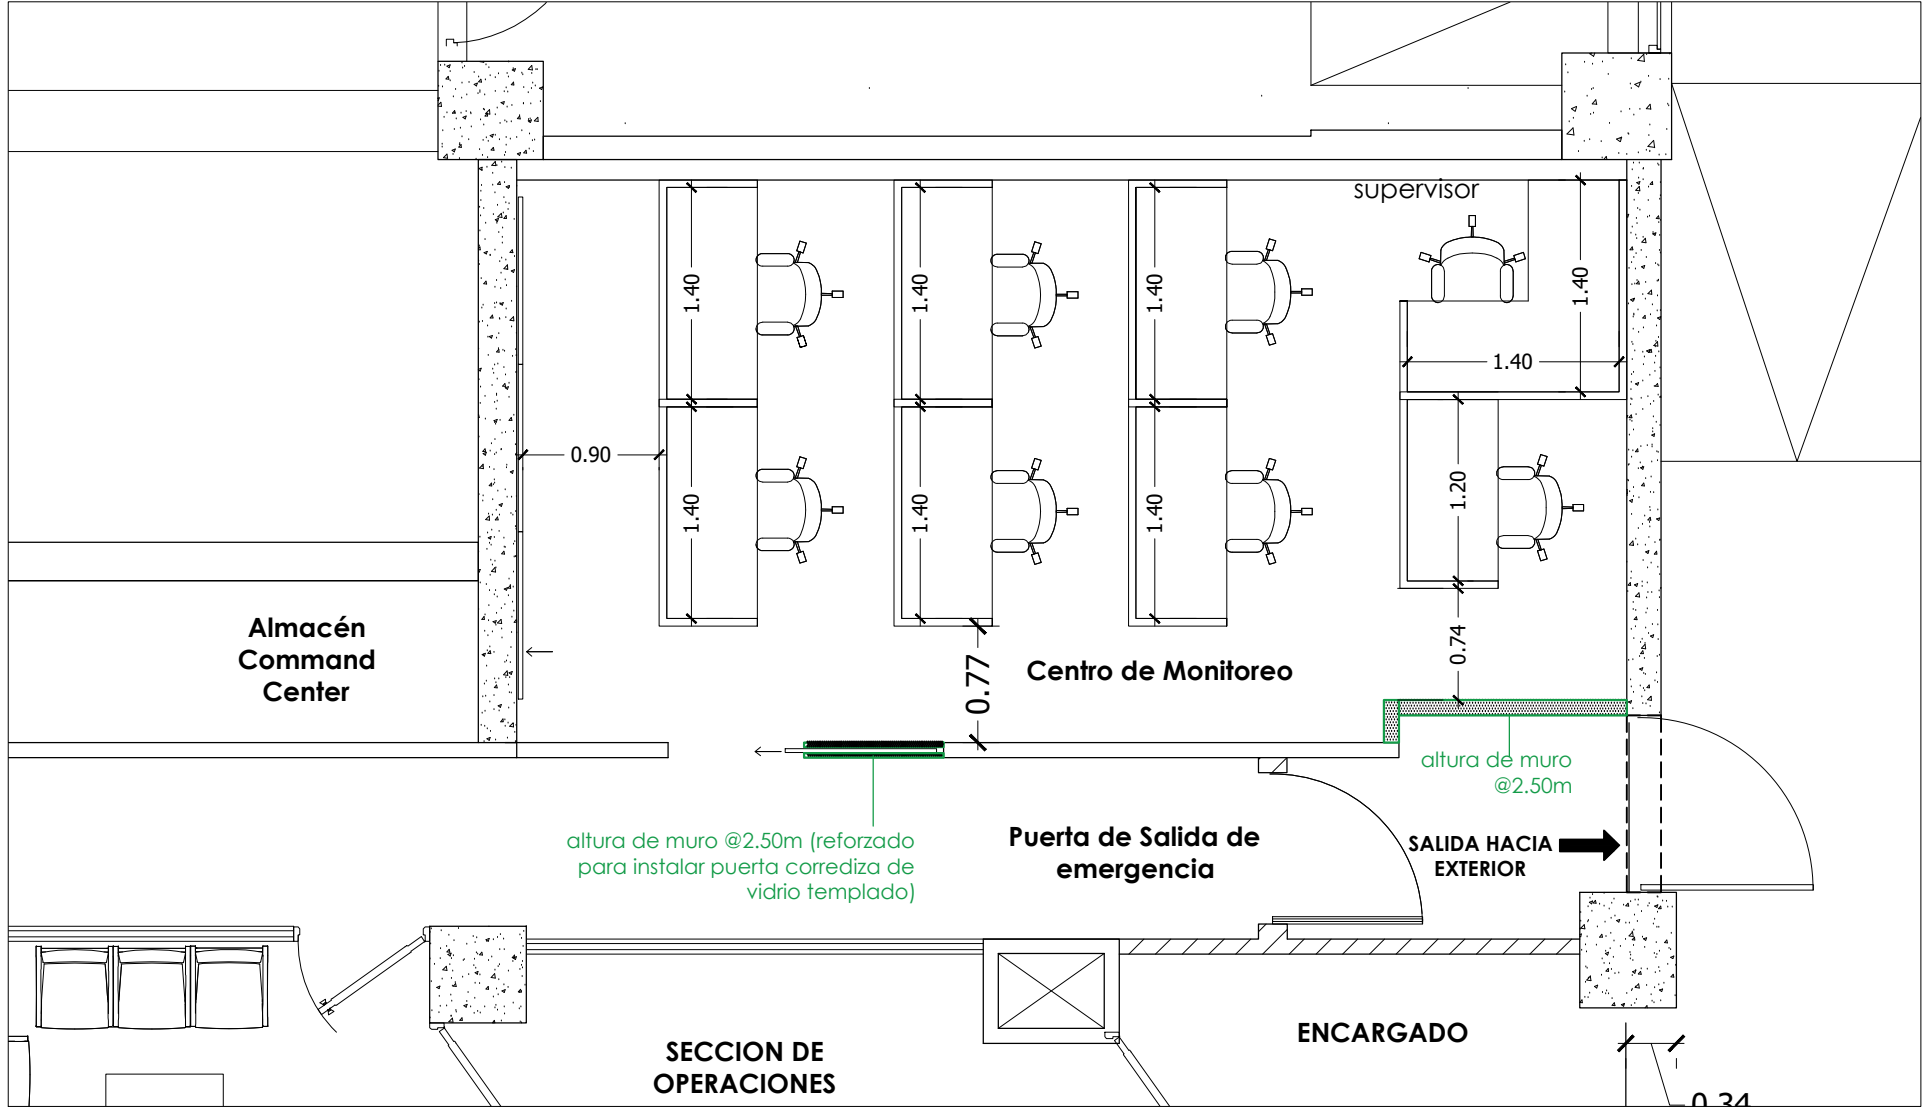 supervisor
1.40
1.40
1.40
1.40
1.40
0.90
1.40
1.40
1.40
1.20
Almacén
Command
Center
0.77
Centro de Monitoreo
0.74
altura de muro
@2.50m
altura de muro @2.50m (reforzado
para instalar puerta corrediza de
vidrio templado)
Puerta de Salida de
emergencia
SALIDA HACIA
EXTERIOR
SECCION DE
OPERACIONES
ENCARGADO
0.34